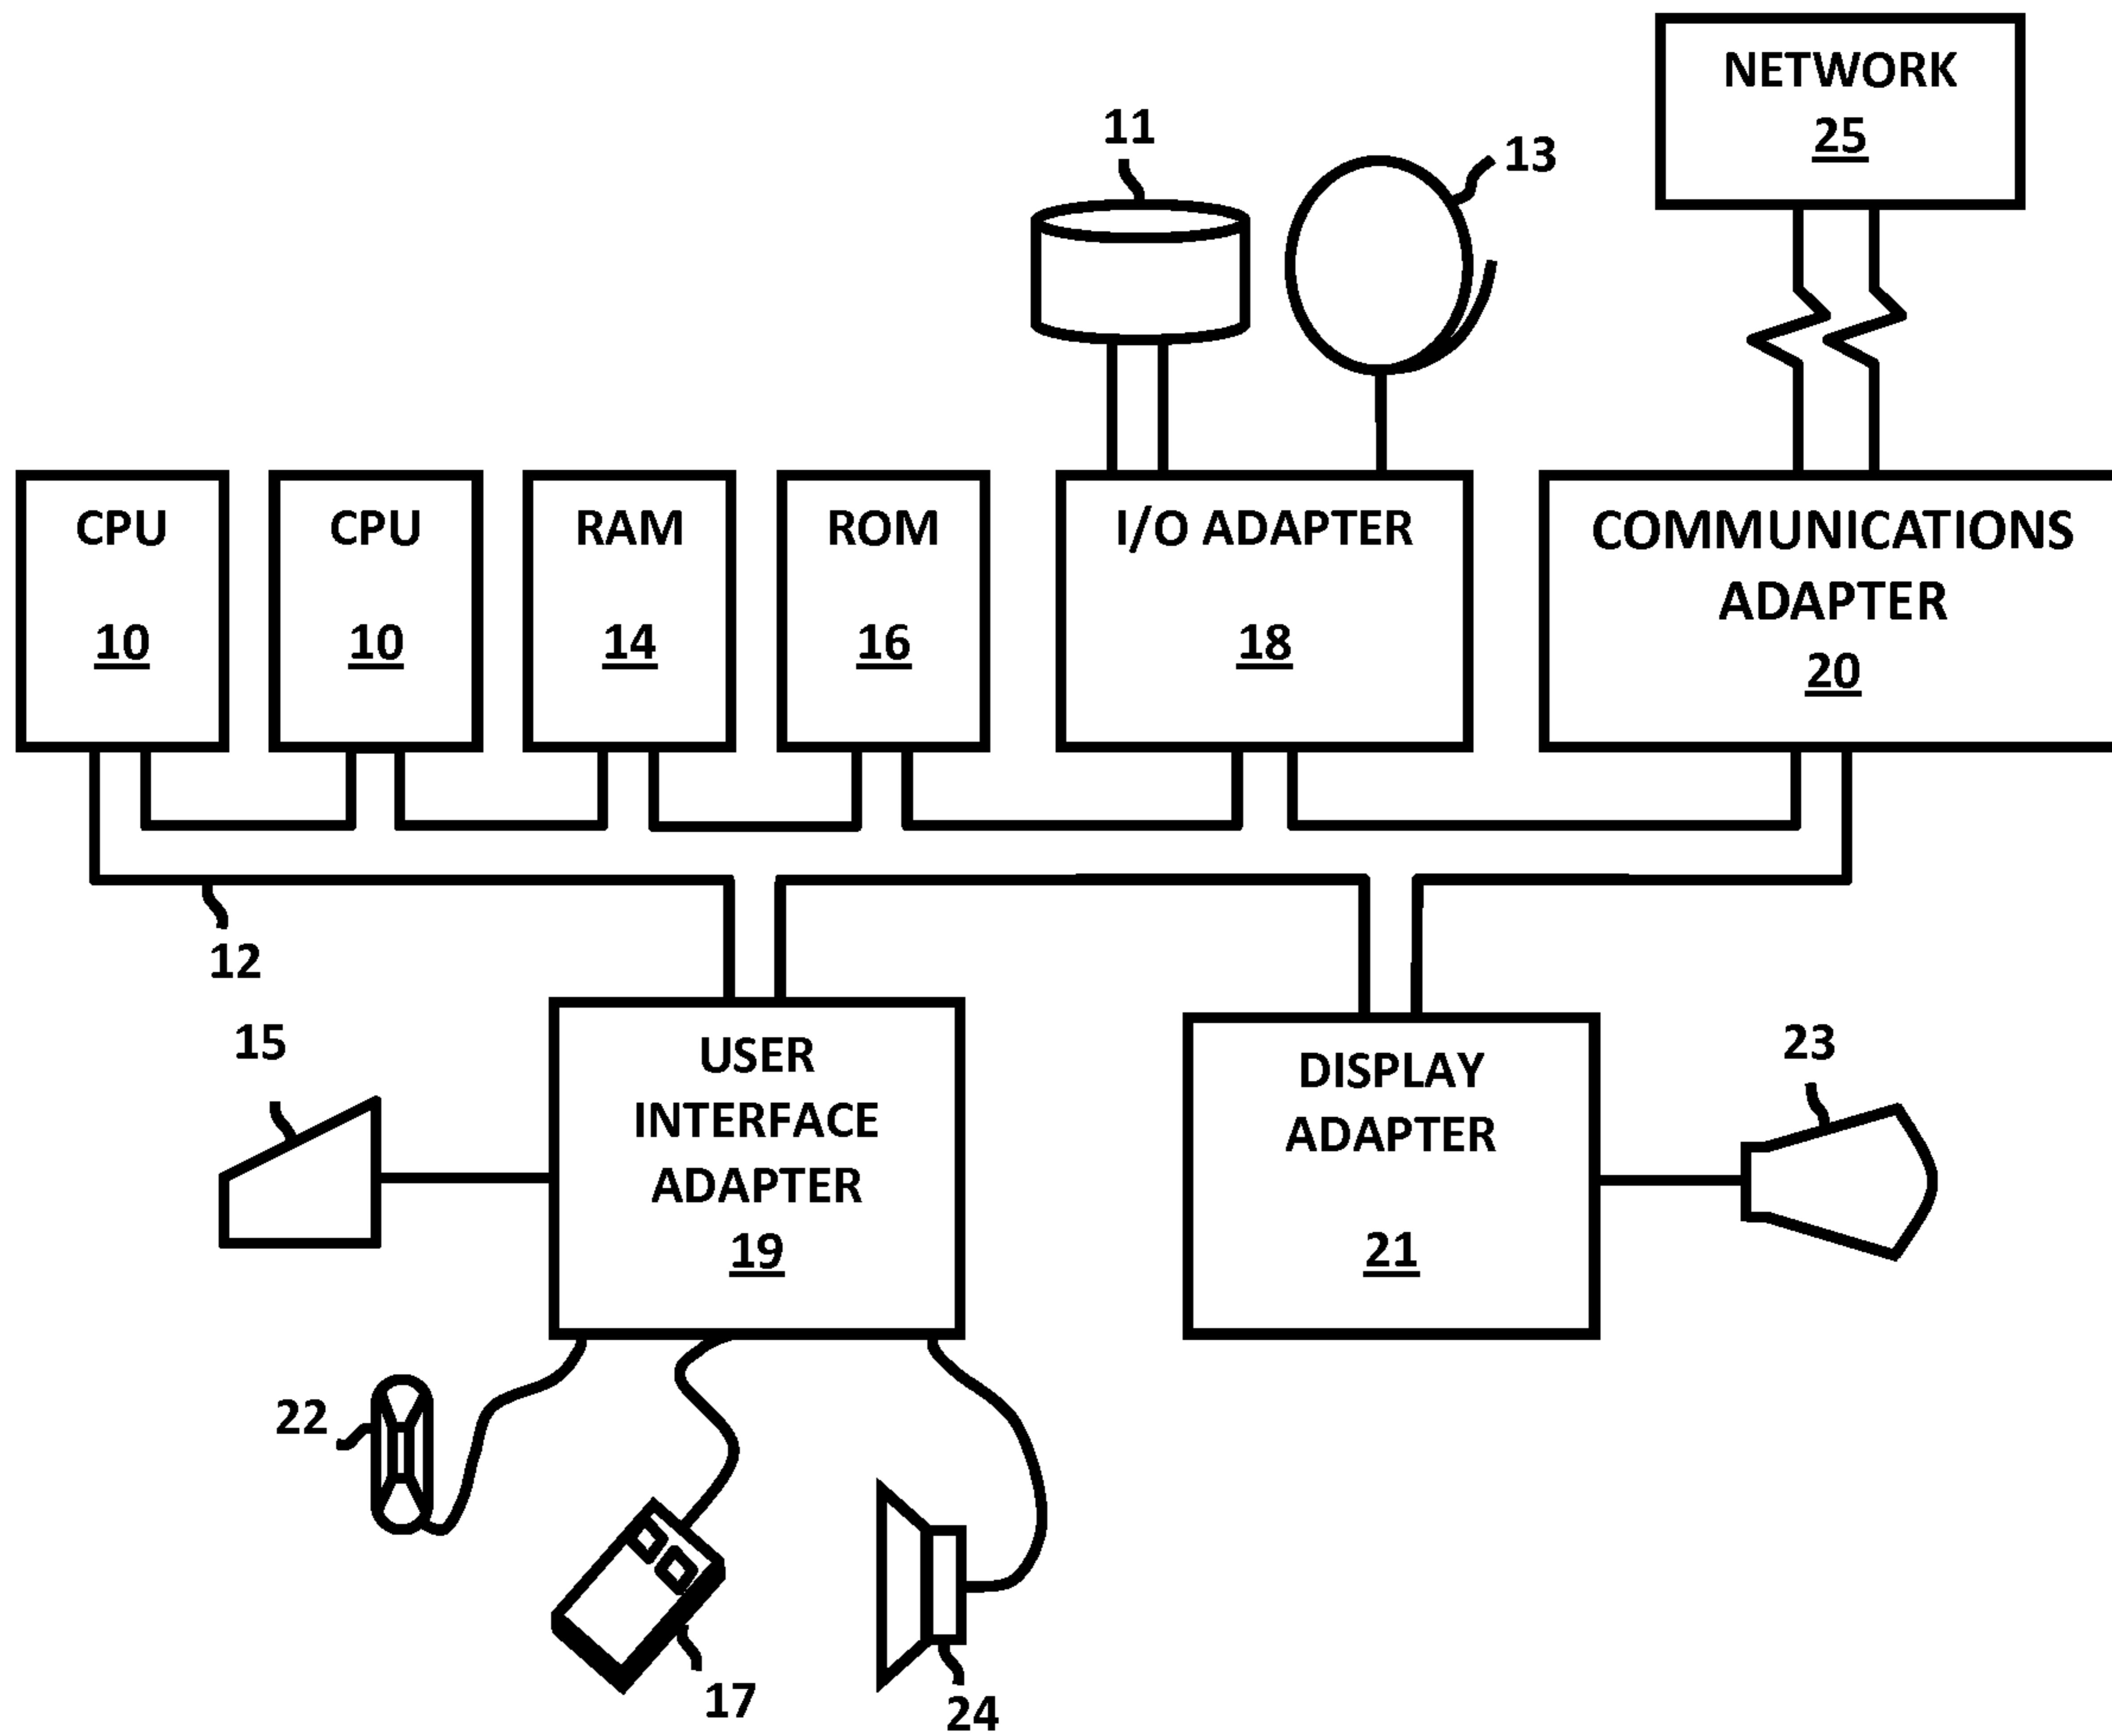 NETWORK
25
11
13
CPU
10
CPU
10
RAM
14
ROM
16
I/O ADAPTER
18
COMMUNICATIONS
ADAPTER
20
12
15
USER
INTERFACE
ADAPTER
19
DISPLAY
ADAPTER
21
23
22
17
24